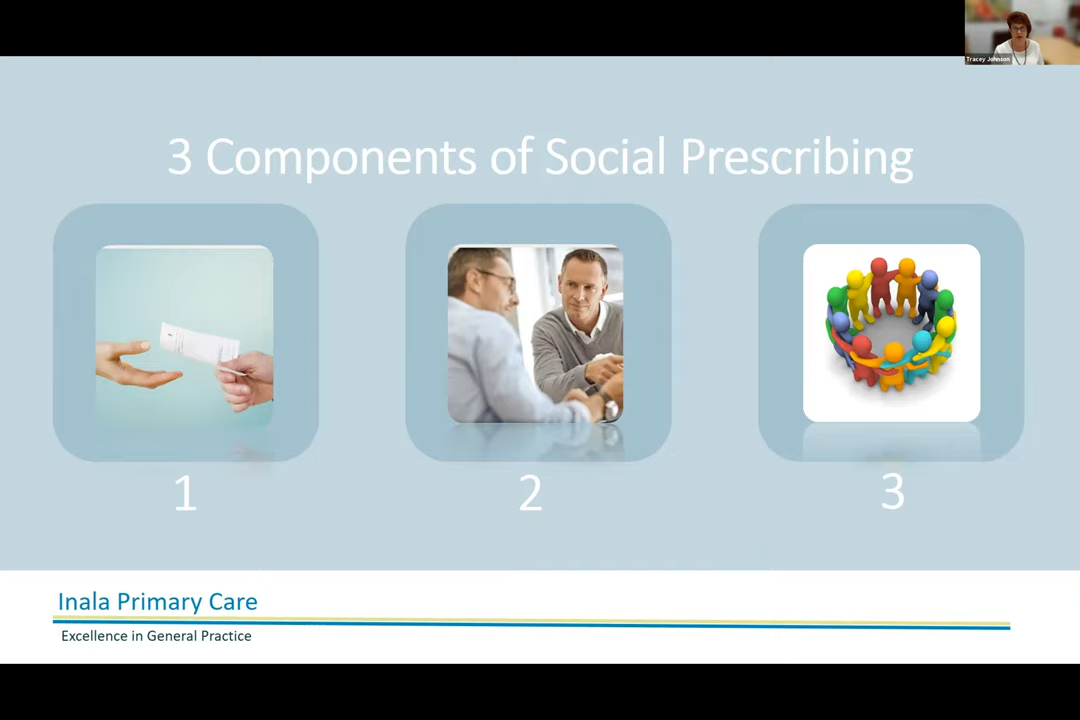 Tracey Johnson
3 Components of Social Prescribing
1
2
3
Inala Primary Care
Excellence in General Practice